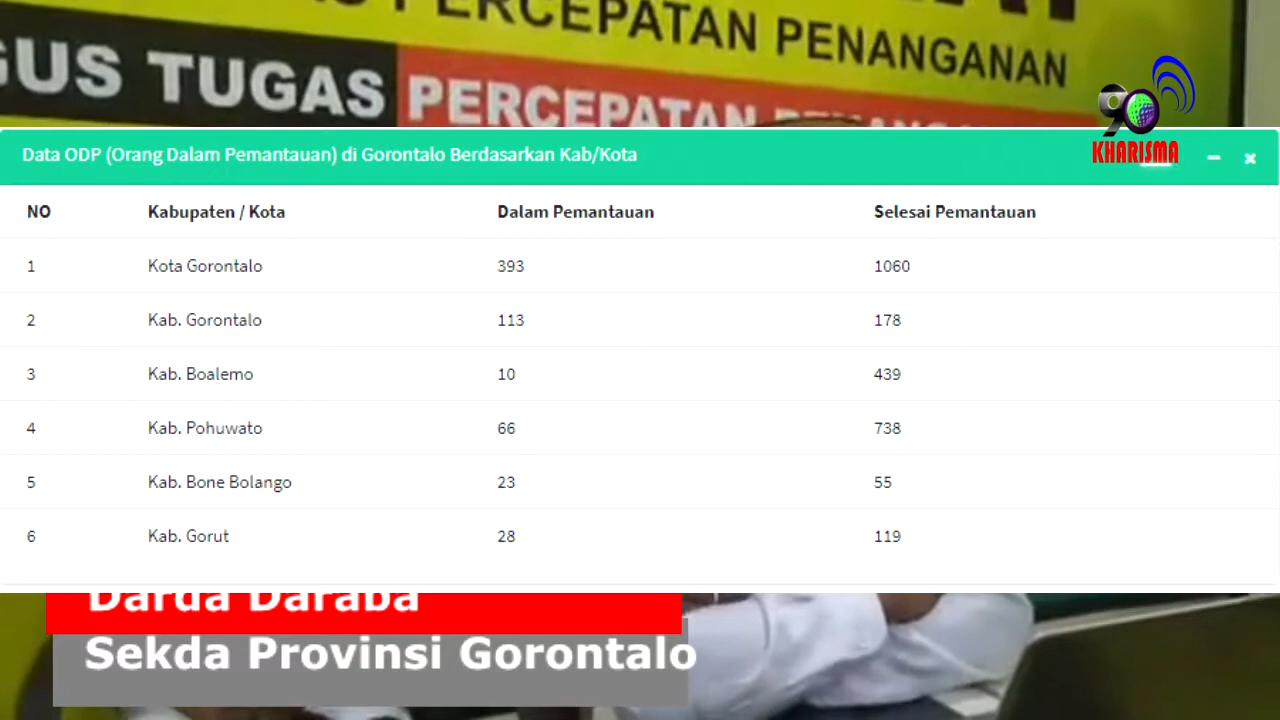 PERCEPATAN PENANGANAN
GUS TUGAS PERCEPATAN
90
KHARISMA
Data ODP (Orang Dalam Pemantauan) di Gorontalo Berdasarkan Kab/Kota
NO Kabupaten / Kota Dalam Pemantauan Selesai Pemantauan
1 Kota Gorontalo 393 1060
2 Kab. Gorontalo 113 178
3 Kab. Boalemo 10 439
4 Kab. Pohuwato 66 738
5 Kab. Bone Bolango 23 55
6 Kab. Gorut 28 119
Darda Daraba
Sekda Provinsi Gorontalo